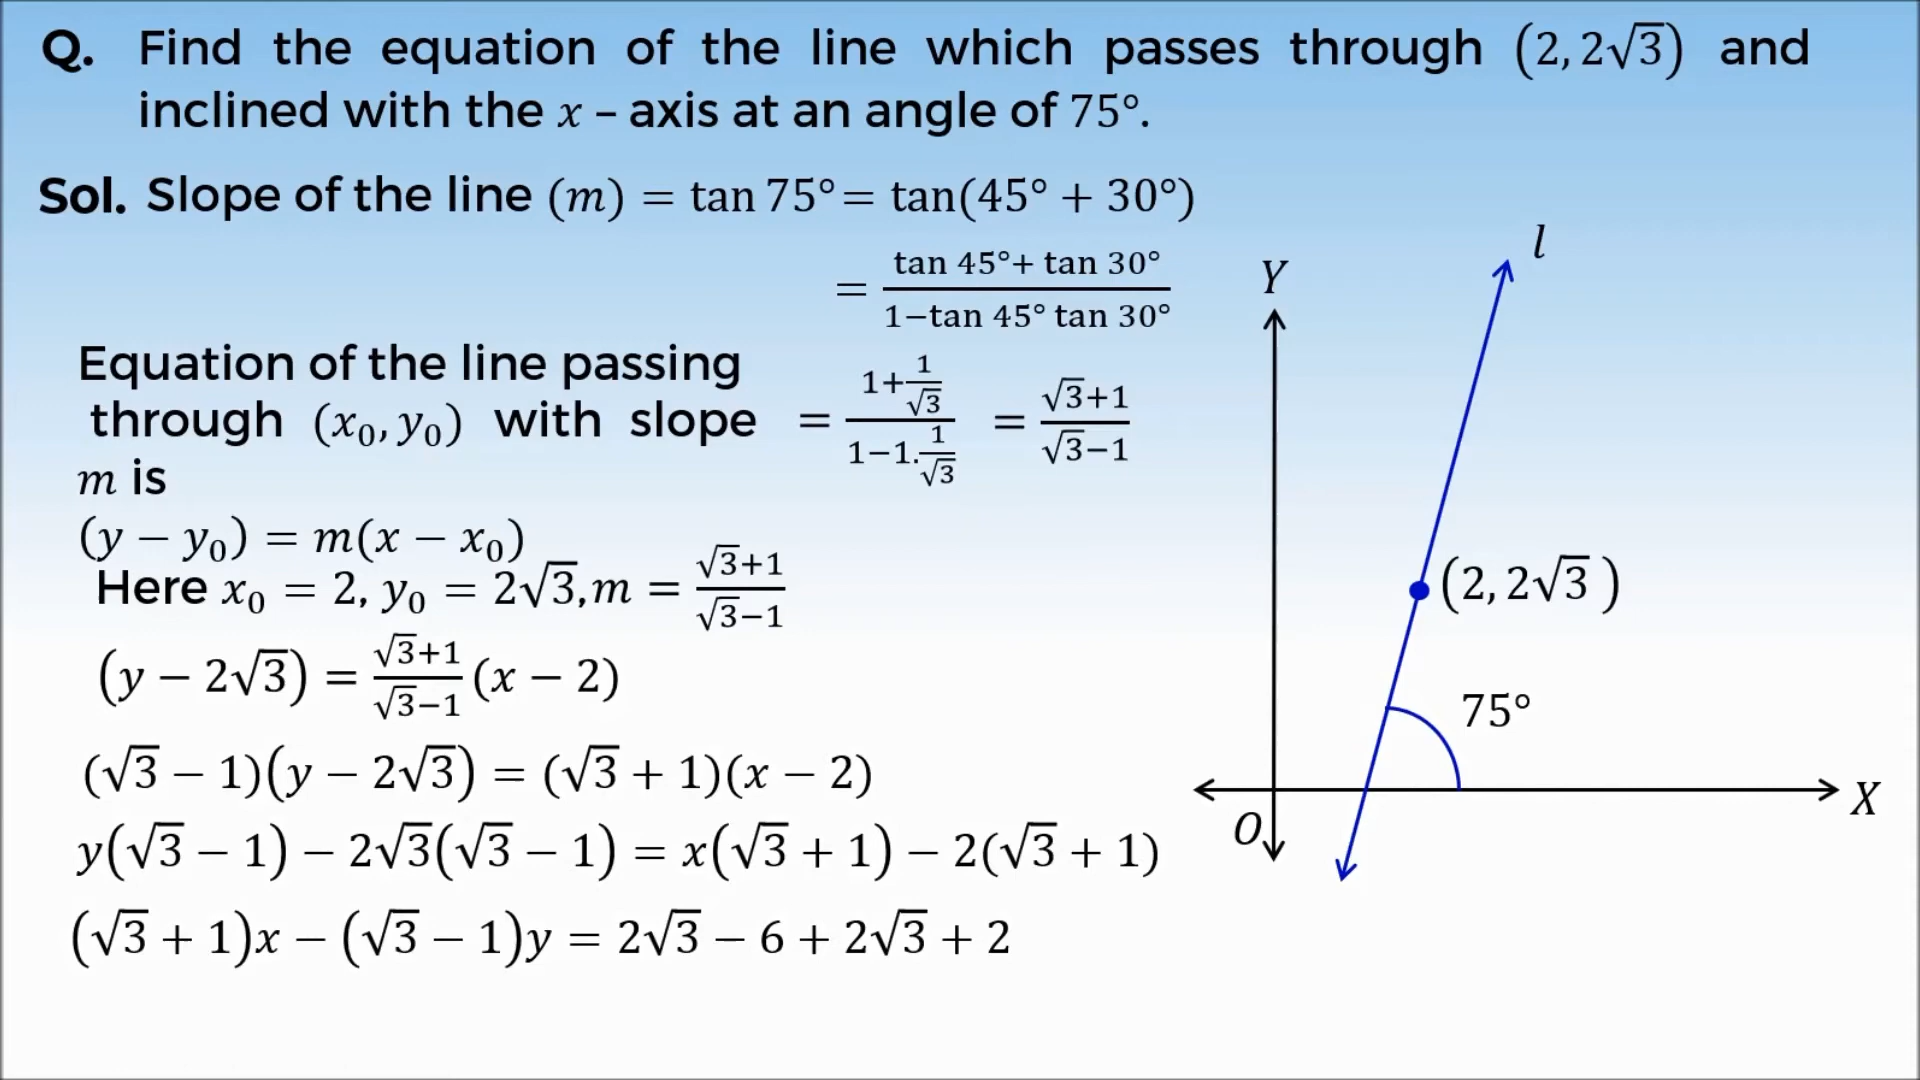 Q. Find the equation of the line which passes through (2, 2√3) and
inclined with the x – axis at an angle of 75°.
Sol. Slope of the line (m) = tan 75° = tan(45° + 30°)
= (tan 45°+ tan 30°)/(1−tan 45° tan 30°)
= (1+1/√3)/(1−1.1/√3) = (√3+1)/(√3−1)
Equation of the line passing
through (x₀, y₀) with slope
m is
(y − y₀) = m(x − x₀)
Here x₀ = 2, y₀ = 2√3, m = (√3+1)/(√3−1)
(y − 2√3) = (√3+1)/(√3−1) (x − 2)
(√3 − 1)(y − 2√3) = (√3 + 1)(x − 2)
y(√3 − 1) − 2√3(√3 − 1) = x(√3 + 1) − 2(√3 + 1)
(√3 + 1)x − (√3 − 1)y = 2√3 − 6 + 2√3 + 2
l
Y
(2, 2√3 )
75°
X
O